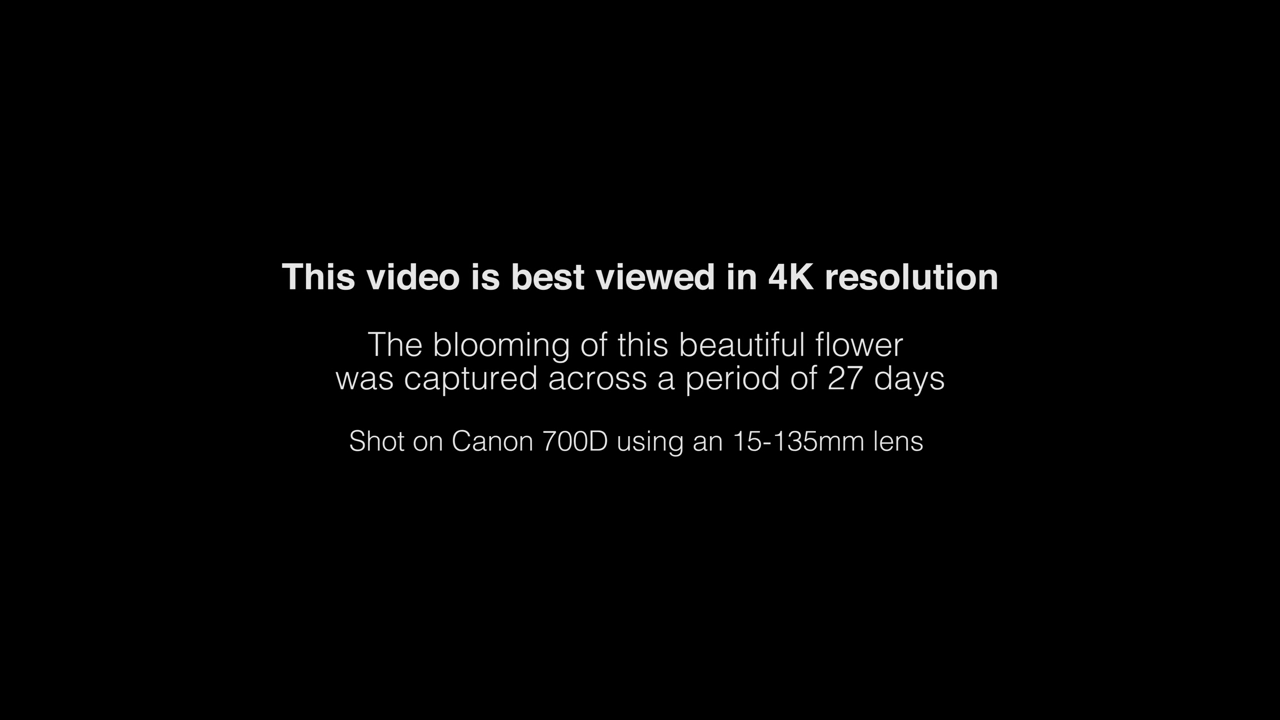 This video is best viewed in 4K resolution
The blooming of this beautiful flower
was captured across a period of 27 days
Shot on Canon 700D using an 15-135mm lens